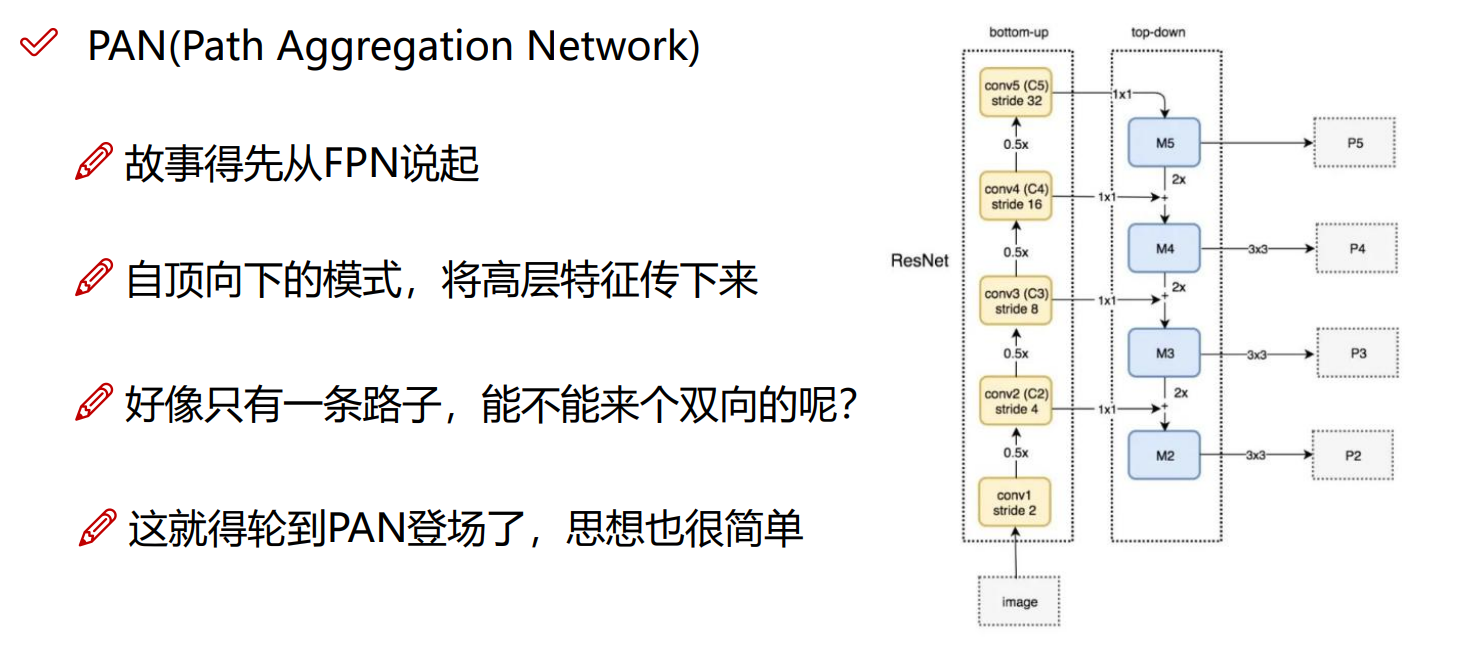 PAN(Path Aggregation Network)
故事得先从FPN说起
自顶向下的模式，将高层特征传下来
好像只有一条路子，能不能来个双向的呢？
这就得轮到PAN登场了，思想也很简单
bottom-up
top-down
conv5 (C5)
stride 32
1x1
M5
P5
0.5x
2x
conv4 (C4)
stride 16
1x1
+
M4
3x3
P4
0.5x
ResNet
2x
conv3 (C3)
stride 8
1x1
+
M3
3x3
P3
0.5x
2x
conv2 (C2)
stride 4
1x1
+
M2
3x3
P2
0.5x
conv1
stride 2
image